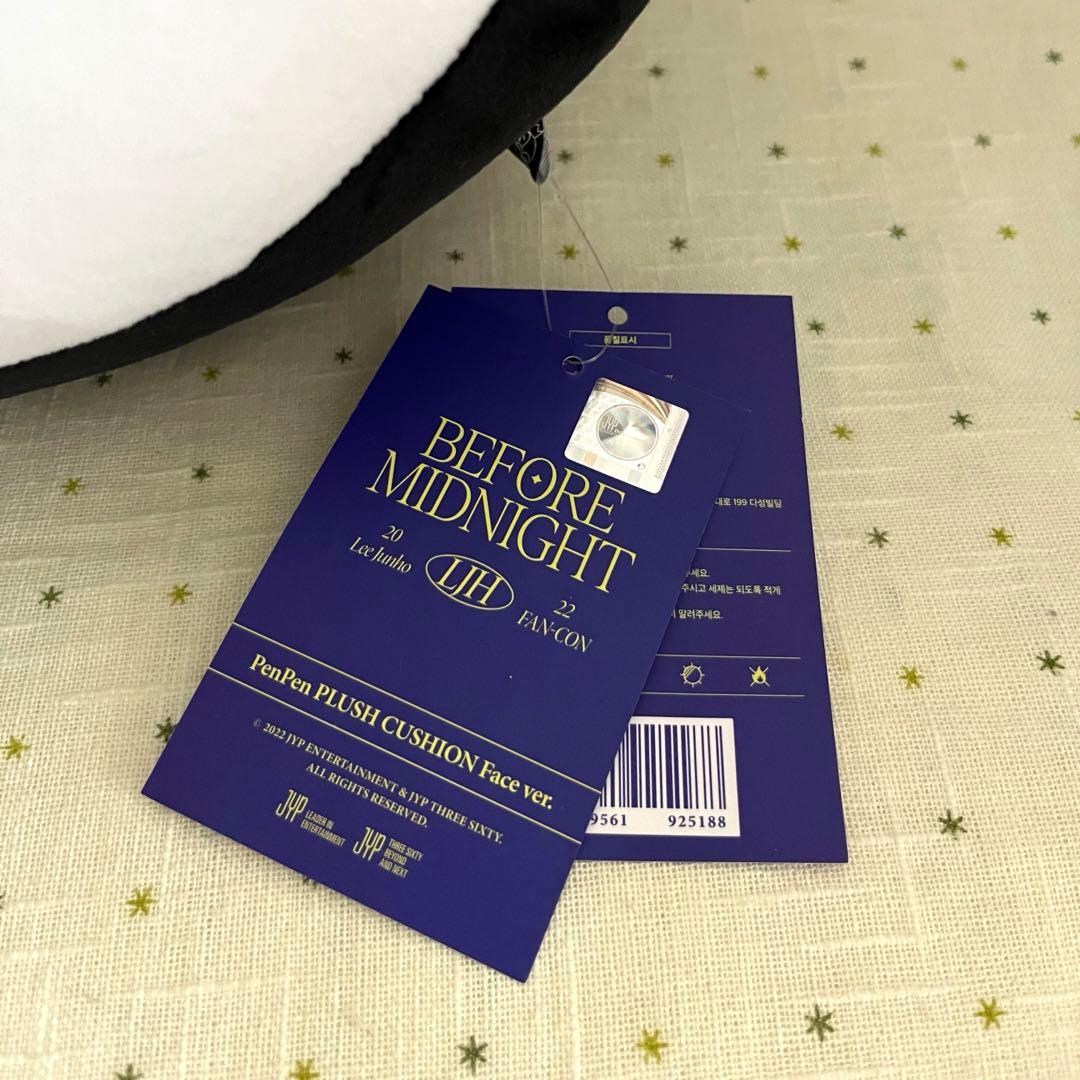 BEFORE
MIDNIGHT
20
Lee Junho
LJH
22
FAN-CON
PenPen PLUSH CUSHION Face ver.
© 2022 JYP ENTERTAINMENT & JYP THREE SIXTY.
ALL RIGHTS RESERVED.
JYP LEADER IN
ENTERTAINMENT
JYP THREE SIXTY
BEYOND
AND NEXT
JYP
품질표시
대로 199 다성빌딩
주세요.
주시고 세제는 되도록 적게
말려주세요.
9561 925188